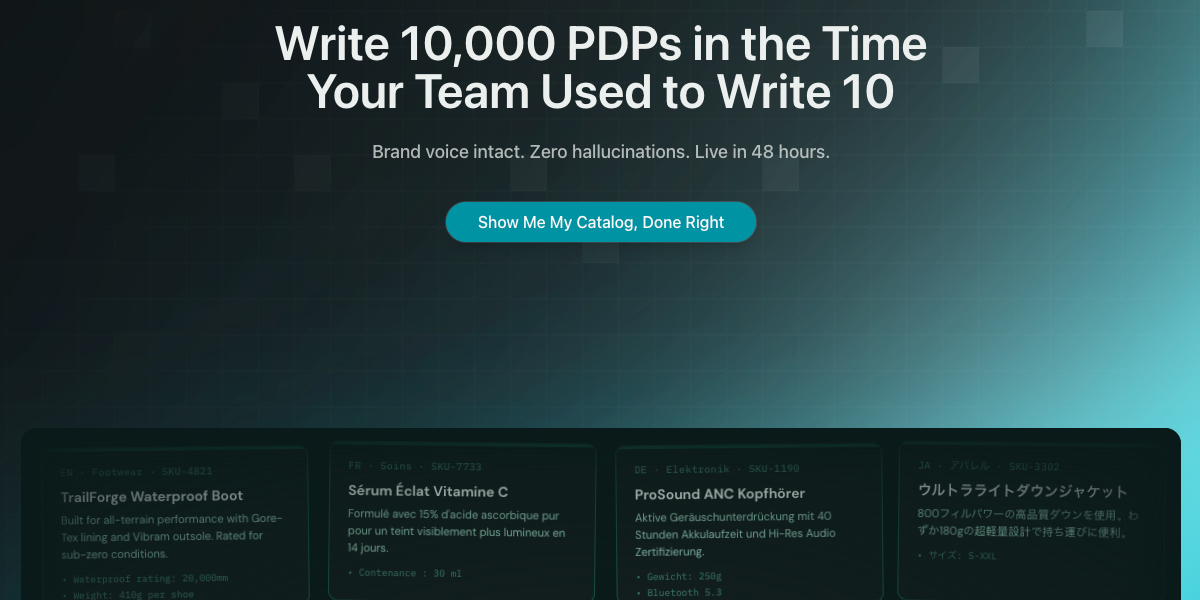 Write 10,000 PDPs in the Time
Your Team Used to Write 10
Brand voice intact. Zero hallucinations. Live in 48 hours.
Show Me My Catalog, Done Right
EN · Footwear · SKU-4821
TrailForge Waterproof Boot
Built for all-terrain performance with Gore-
Tex lining and Vibram outsole. Rated for
sub-zero conditions.
• Waterproof rating: 20,000mm
• Weight: 410g per shoe
FR · Soins · SKU-7733
Sérum Éclat Vitamine C
Formulé avec 15% d'acide ascorbique pur
pour un teint visiblement plus lumineux en
14 jours.
• Contenance : 30 ml
DE · Elektronik · SKU-1190
ProSound ANC Kopfhörer
Aktive Geräuschunterdrückung mit 40
Stunden Akkulaufzeit und Hi-Res Audio
Zertifizierung.
• Gewicht: 250g
• Bluetooth 5.3
JA · アパレル · SKU-3302
ウルトラライトダウンジャケット
800フィルパワーの高品質ダウンを使用。わ
ずか180gの超軽量設計で持ち運びに便利。
• サイズ: S-XXL